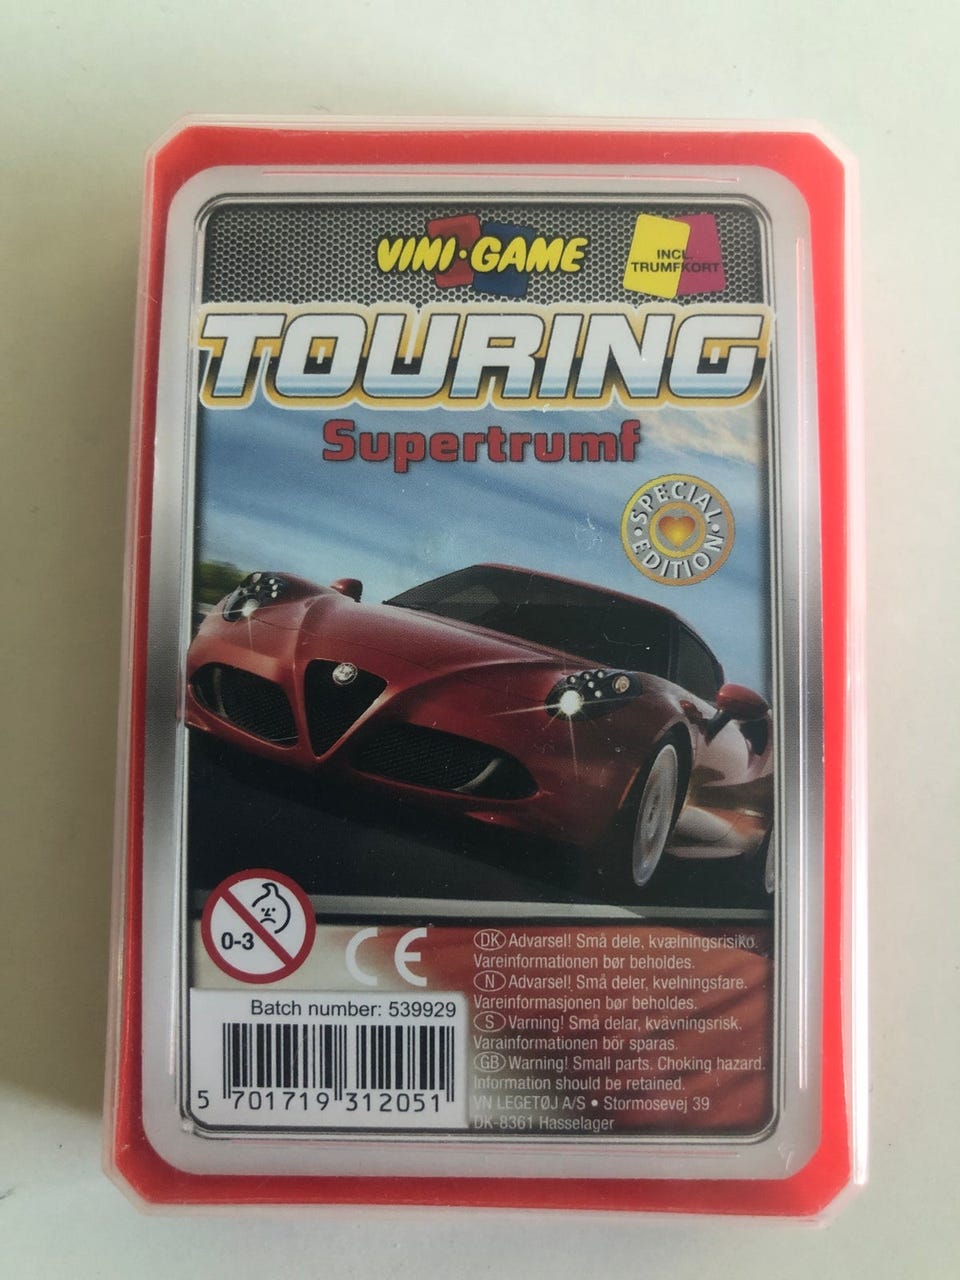 VINI·GAME
INCL.
TRUMFKORT
TOURING
Supertrumf
·SPECIAL·
EDITION
0-3
CE
DK Advarsel! Små dele, kvælningsrisiko.
Vareinformationen bør beholdes.
N Advarsel! Små deler, kvelningsfare.
Vareinformasjonen bør beholdes.
S Varning! Små delar, kvävningsrisk.
Varainformationen bör sparas.
GB Warning! Small parts. Choking hazard.
Information should be retained.
VN LEGETØJ A/S • Stormosevej 39
DK-8361 Hasselager
Batch number: 539929
5 701719 312051